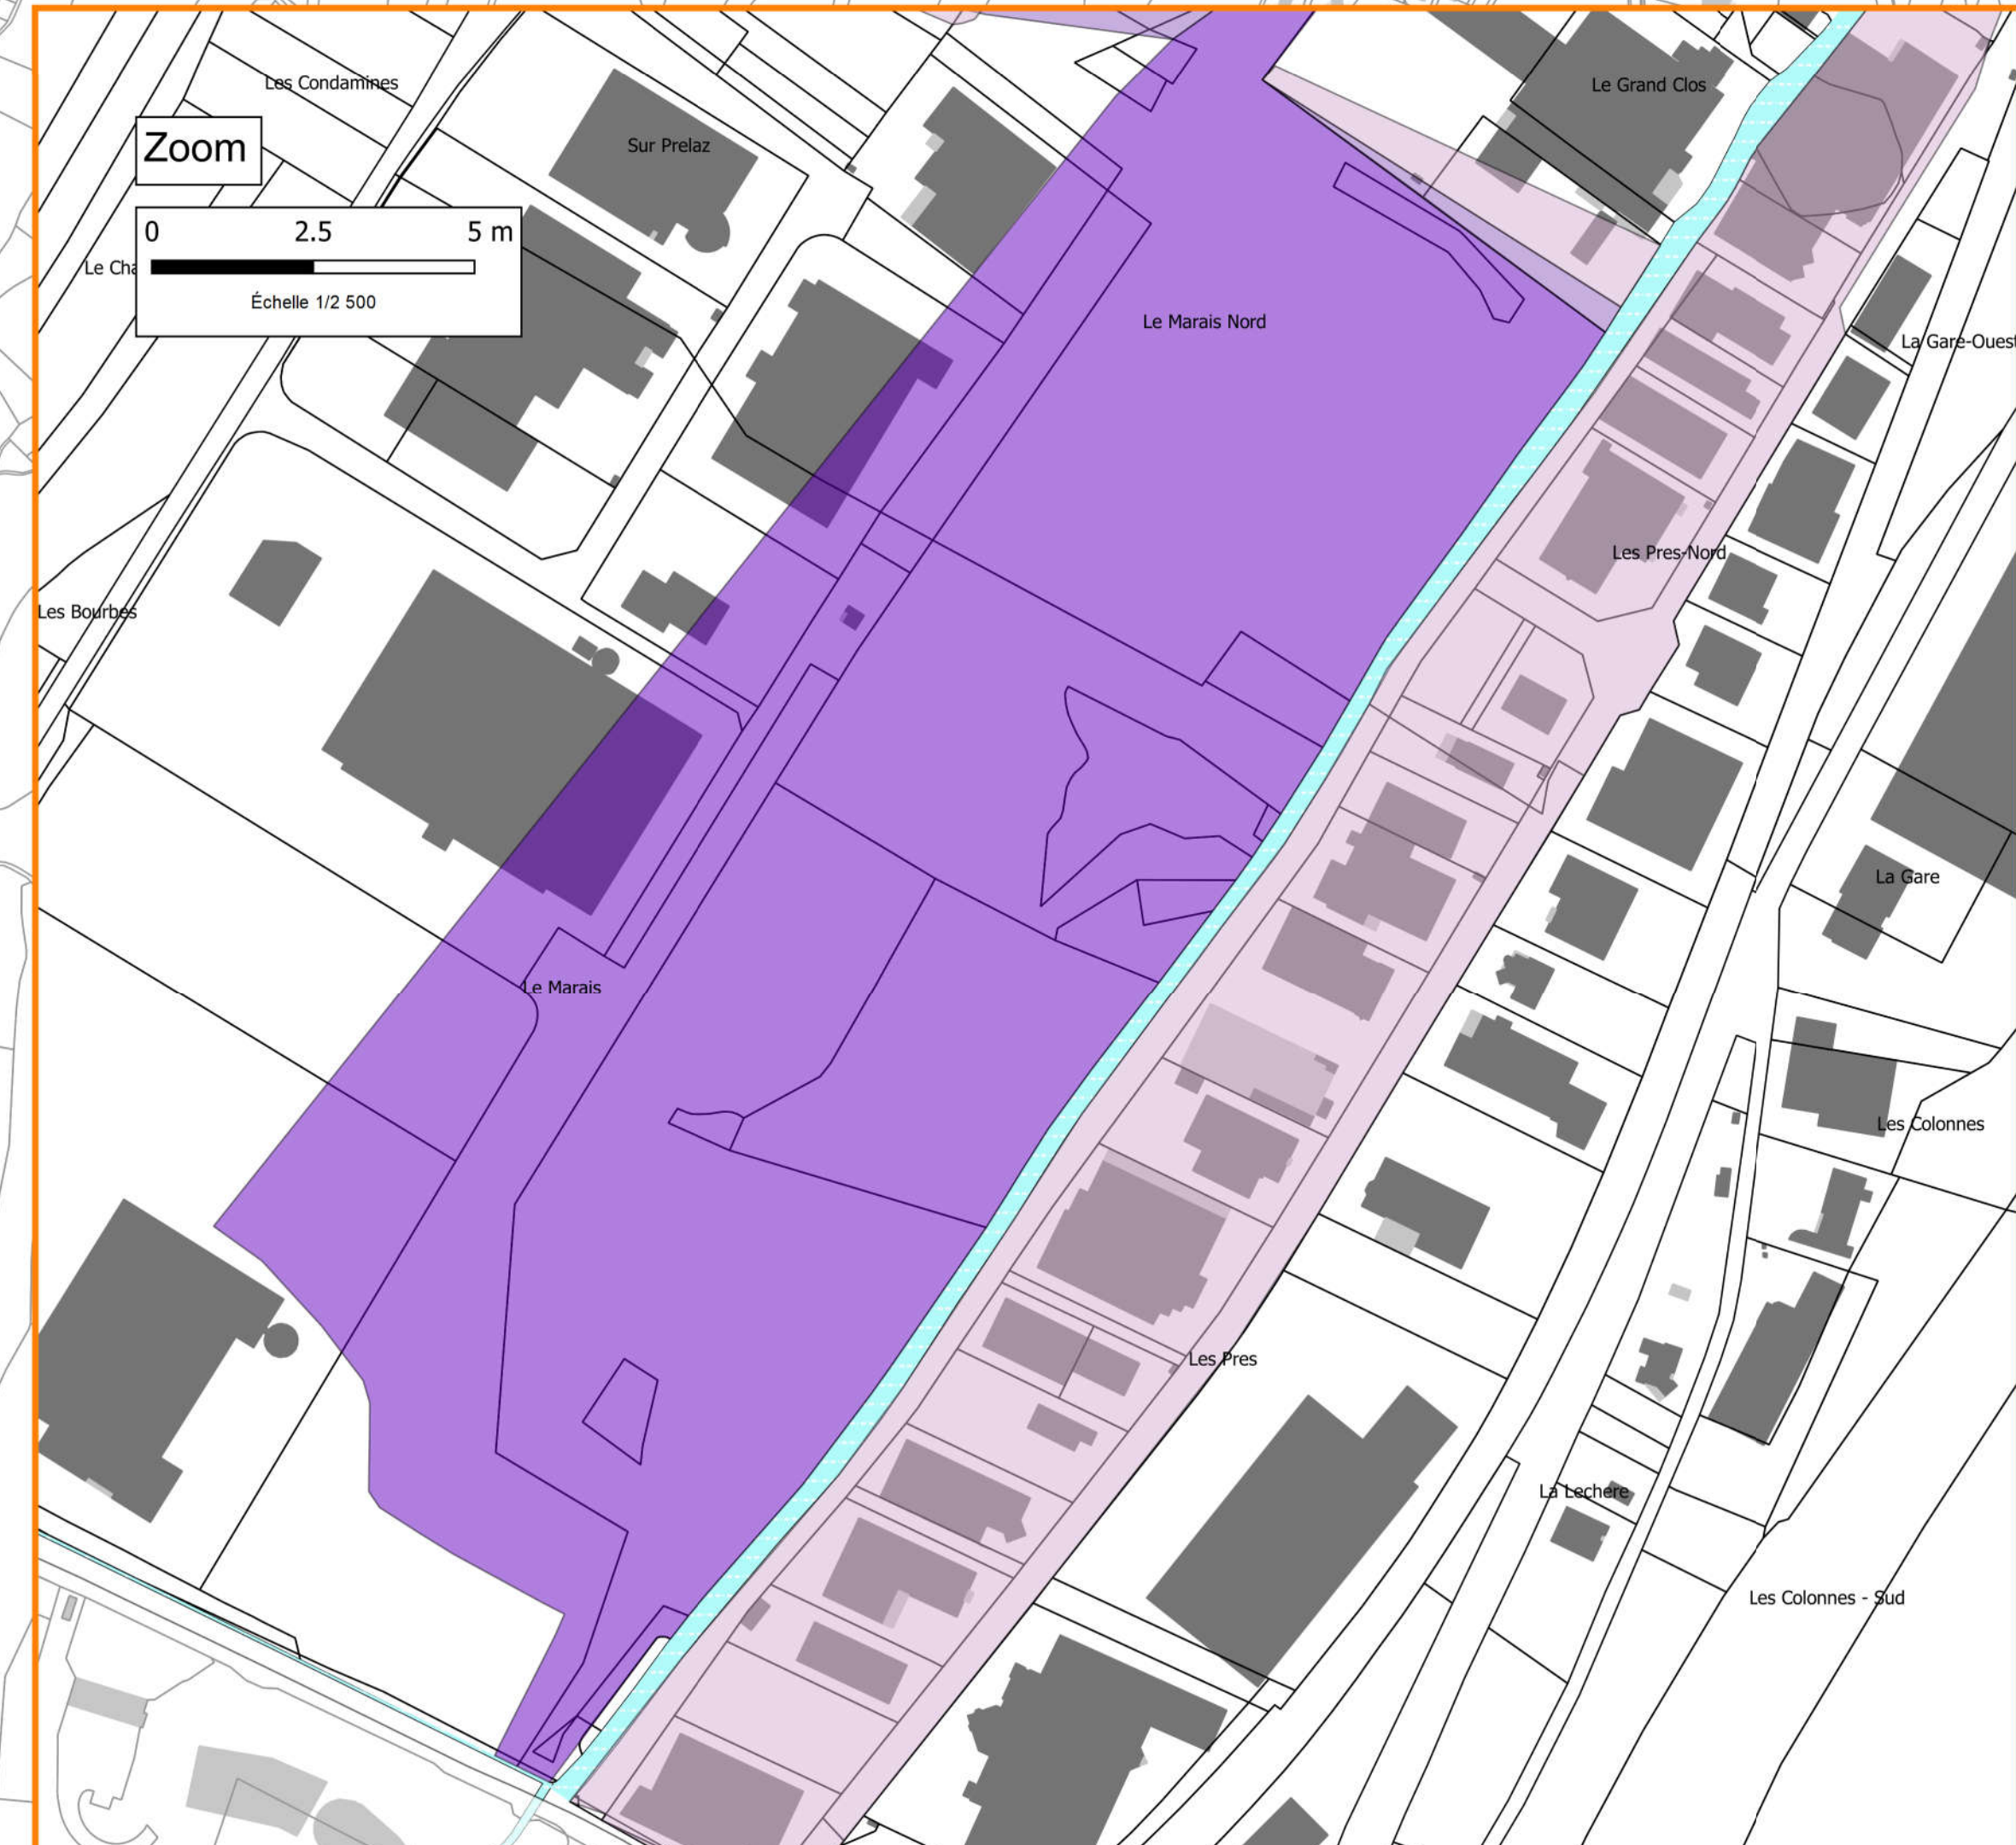 Les Condamines
Le Grand Clos
Zoom
Sur Prelaz
0 2.5 5 m
Échelle 1/2 500
Le Marais Nord
La Gare-Ouest
Les Pres-Nord
Les Bourbes
La Gare
Le Marais
Les Colonnes
Les Pres
La Lechere
Les Colonnes - Sud